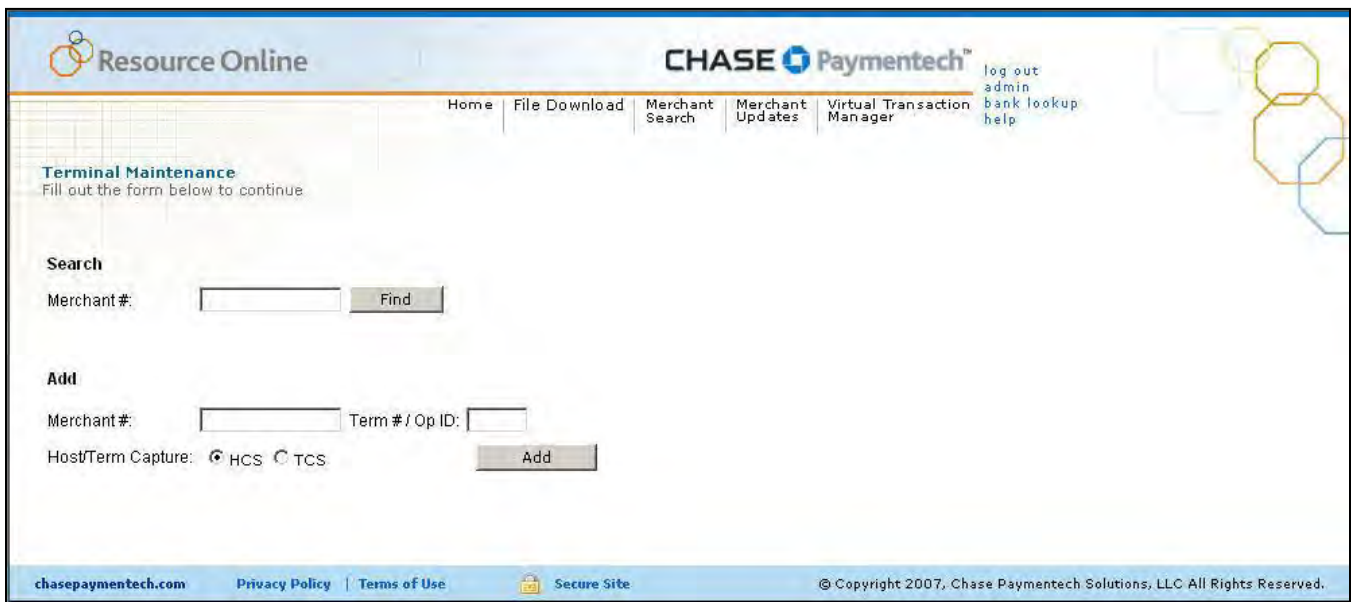 Resource Online
CHASE Paymentech™
log out
admin
bank lookup
help
Home | File Download | Merchant Search | Merchant Updates | Virtual Transaction Manager
Terminal Maintenance
Fill out the form below to continue
Search
Merchant #: Find
Add
Merchant #: Term # / Op ID:
Host/Term Capture: HCS TCS Add
chasepaymentech.com Privacy Policy | Terms of Use Secure Site © Copyright 2007, Chase Paymentech Solutions, LLC All Rights Reserved.